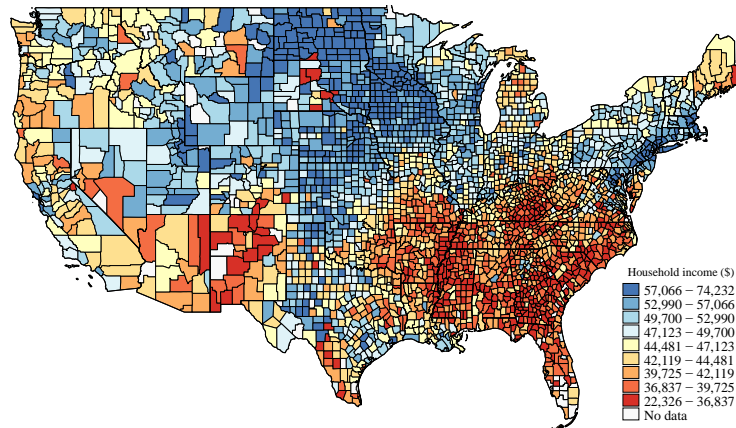 Household income ($)
57,066 – 74,232
52,990 – 57,066
49,700 – 52,990
47,123 – 49,700
44,481 – 47,123
42,119 – 44,481
39,725 – 42,119
36,837 – 39,725
22,326 – 36,837
No data